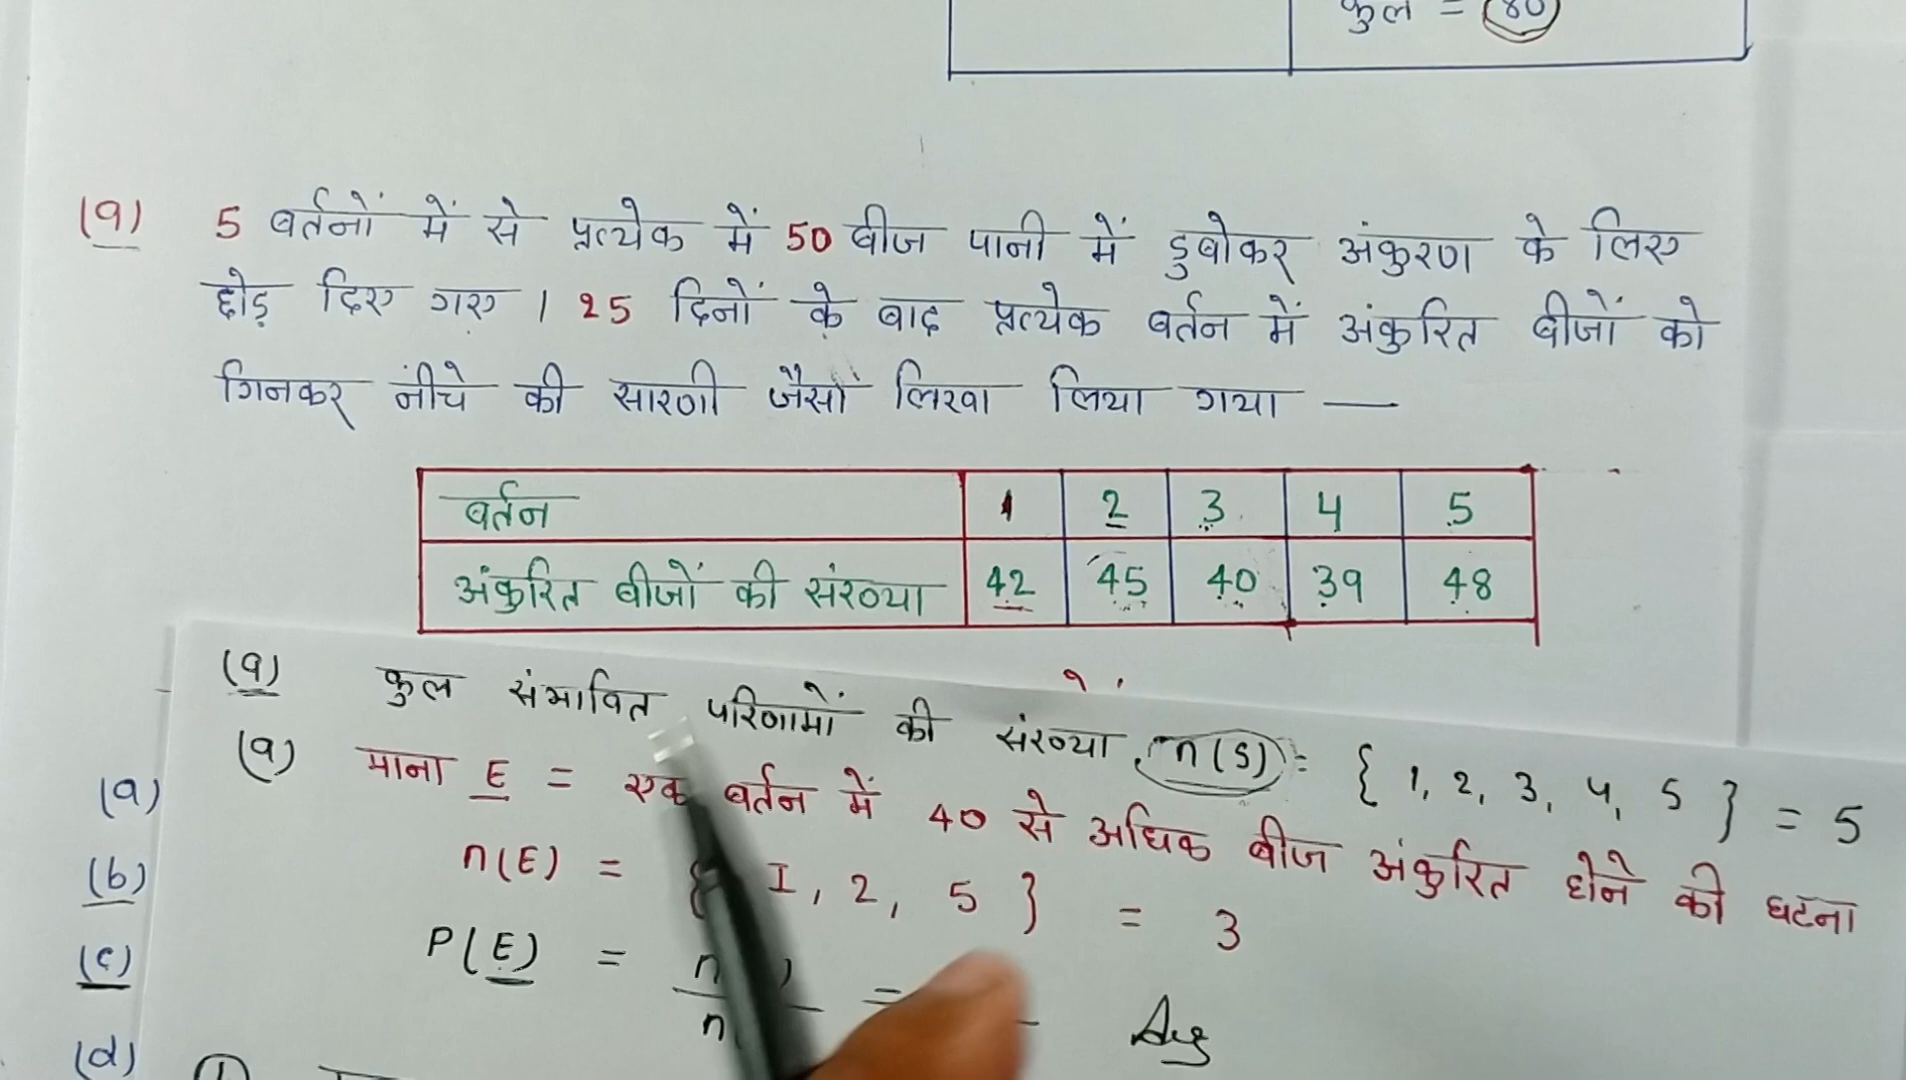 कुल = 80
(9) 5 बर्तनों में से प्रत्येक में 50 बीज पानी में डुबोकर अंकुरण के लिए
छोड़ दिए गए । 25 दिनों के बाद प्रत्येक बर्तन में अंकुरित बीजों को
गिनकर नीचे की सारणी जैसा लिखा लिया गया —
बर्तन 1 2 3 4 5
अंकुरित बीजों की संख्या 42 45 40 39 48
(9) कुल संभावित परिणामों की संख्या, n(S) = { 1, 2, 3, 4, 5 } = 5
(a) माना E = एक बर्तन में 40 से अधिक बीज अंकुरित होने की घटना
n(E) = { I, 2, 5 } = 3
P(E) = n = Ans
n
(a)
(b)
(c)
(d)
(1)